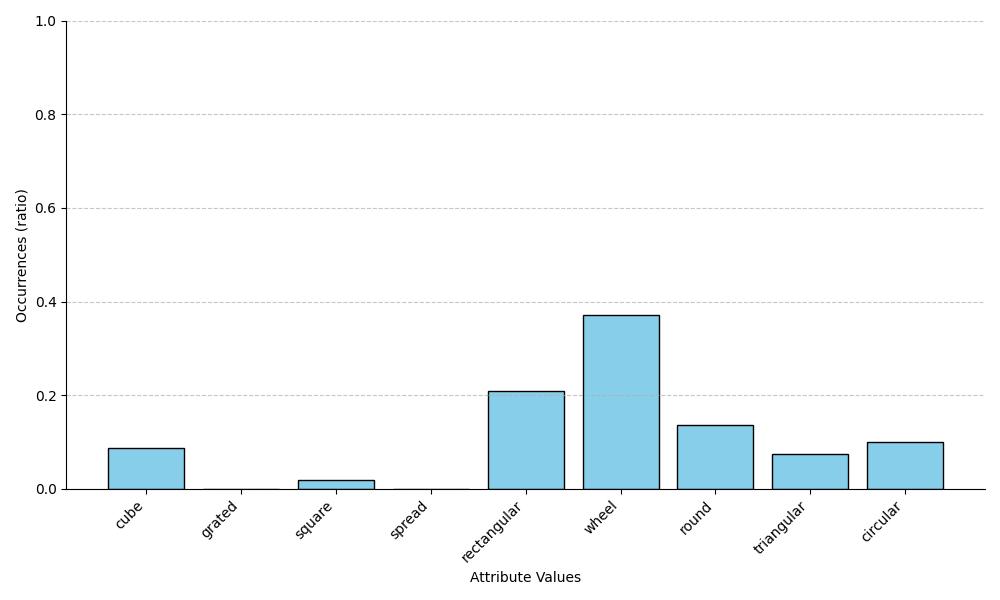 1.0
0.8
0.6
0.4
0.2
0.0
Occurrences (ratio)
cube
grated
square
spread
rectangular
wheel
round
triangular
circular
Attribute Values